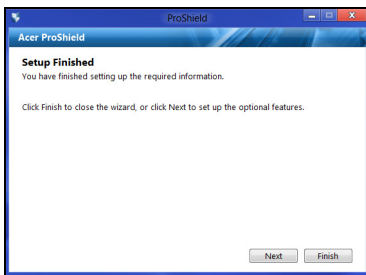 ProShield
Acer ProShield
Setup Finished
You have finished setting up the required information.
Click Finish to close the wizard, or click Next to set up the optional features.
Next Finish